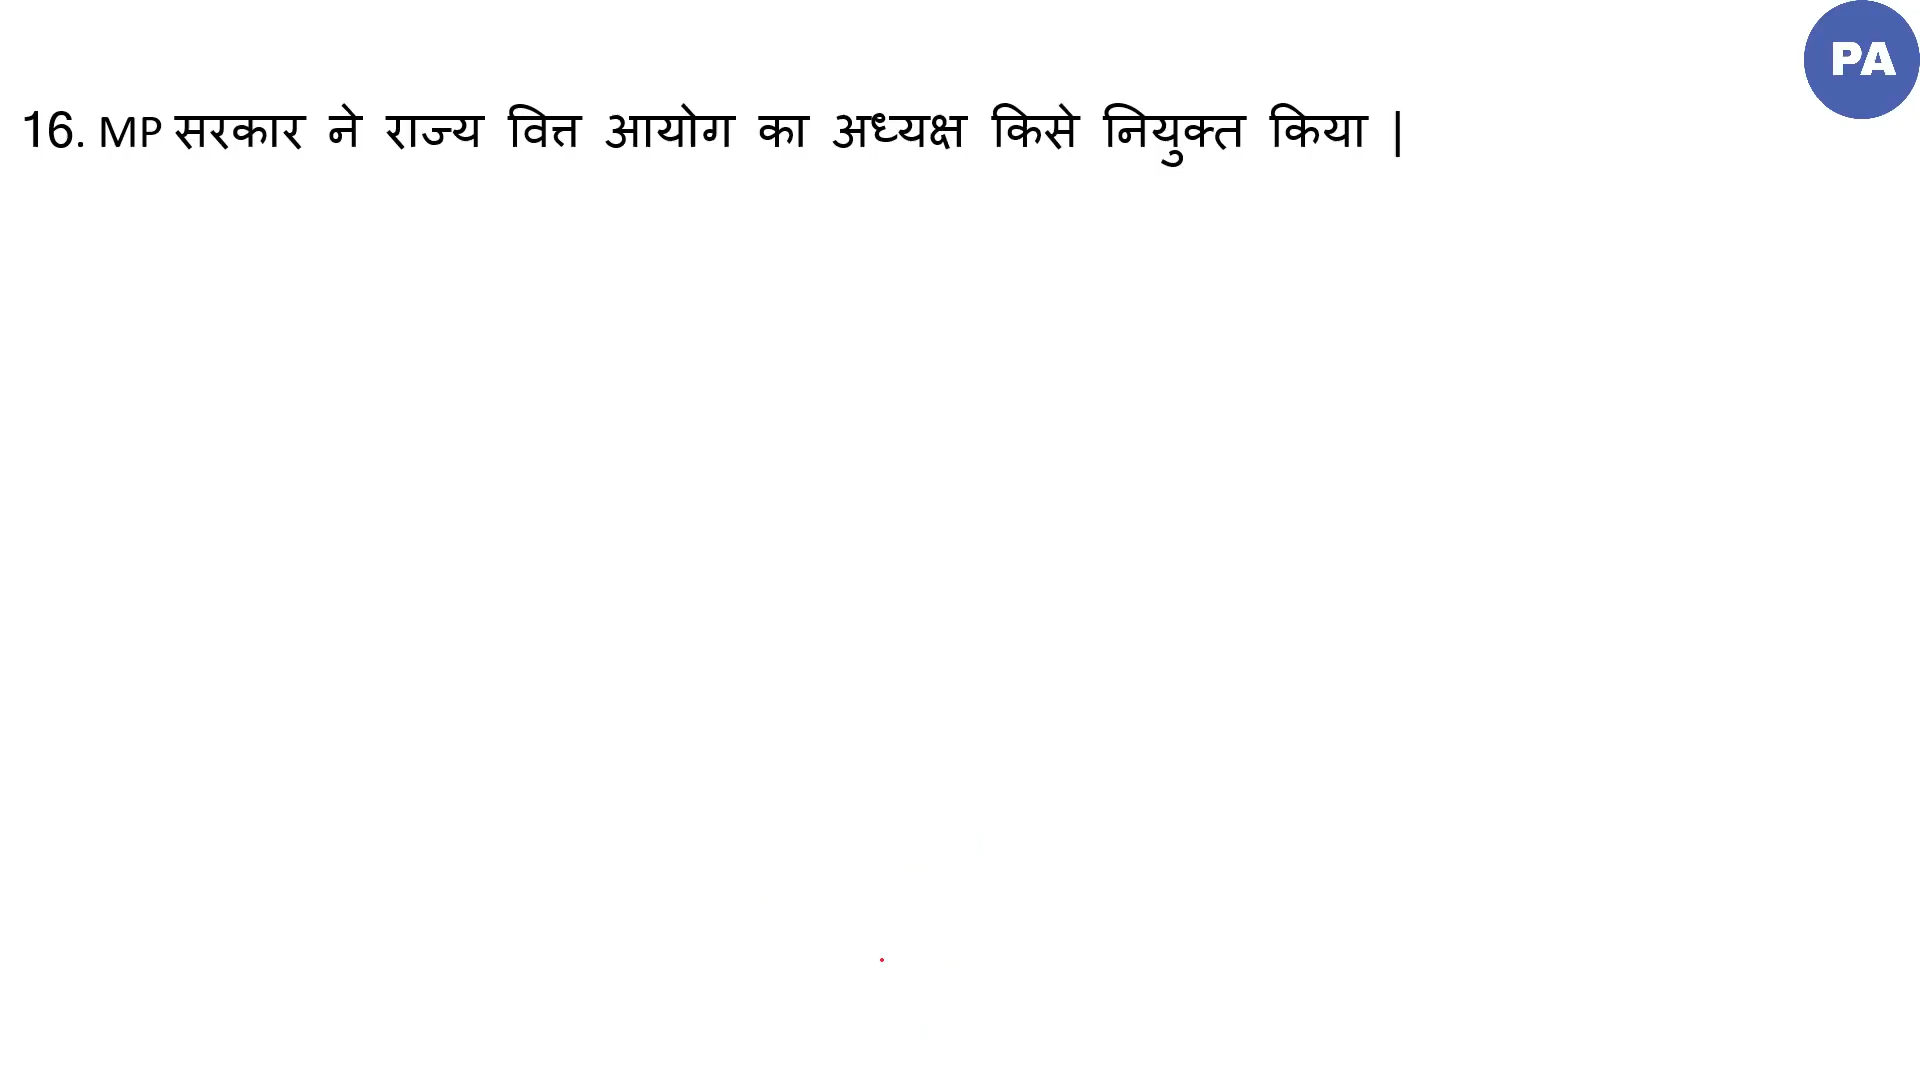 PA
16. MP सरकार ने राज्य वित्त आयोग का अध्यक्ष किसे नियुक्त किया |